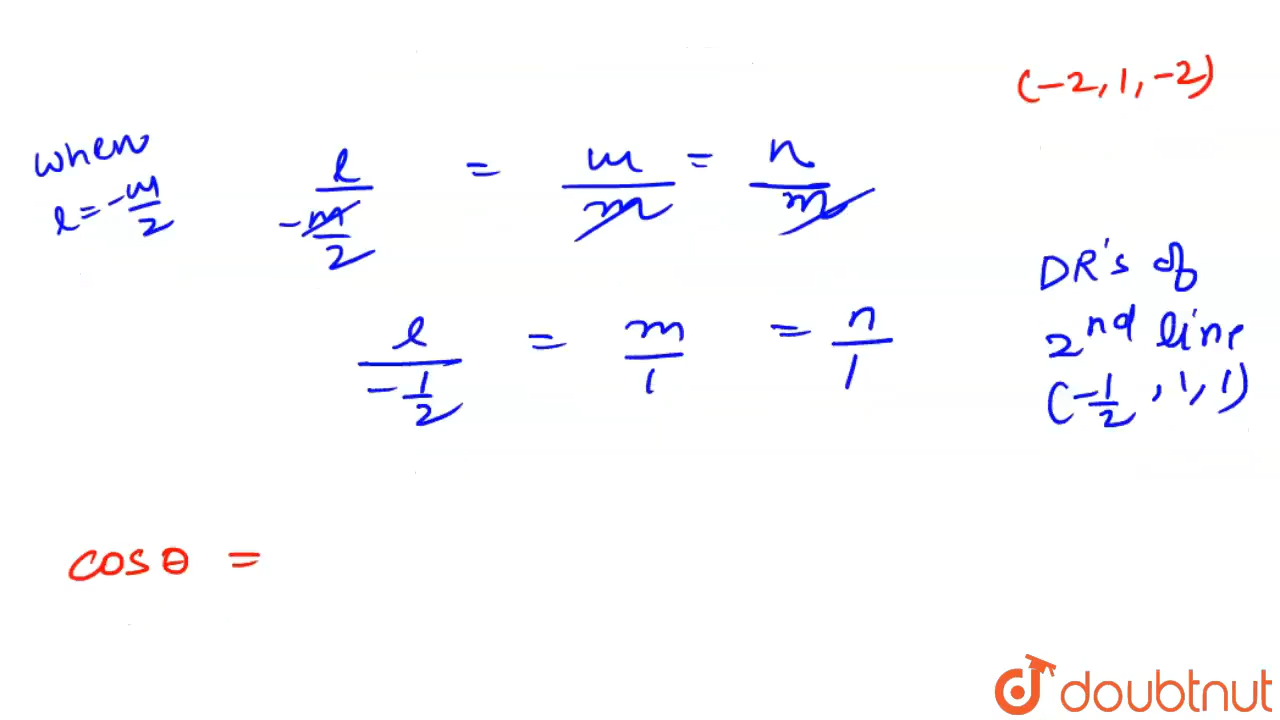 (-2, 1, -2)
when
l = -m/2
l/(-m/2) = m/m = n/m
l/(-1/2) = m/1 = n/1
DR's of
2nd line
(-1/2, 1, 1)
cos θ =
doubtnut